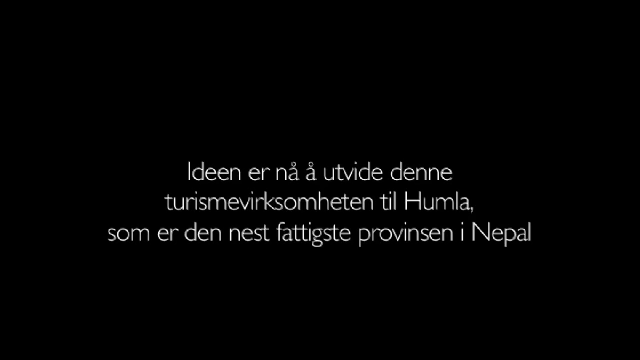 Ideen er nå å utvide denne
turismevirksomheten til Humla,
som er den nest fattigste provinsen i Nepal